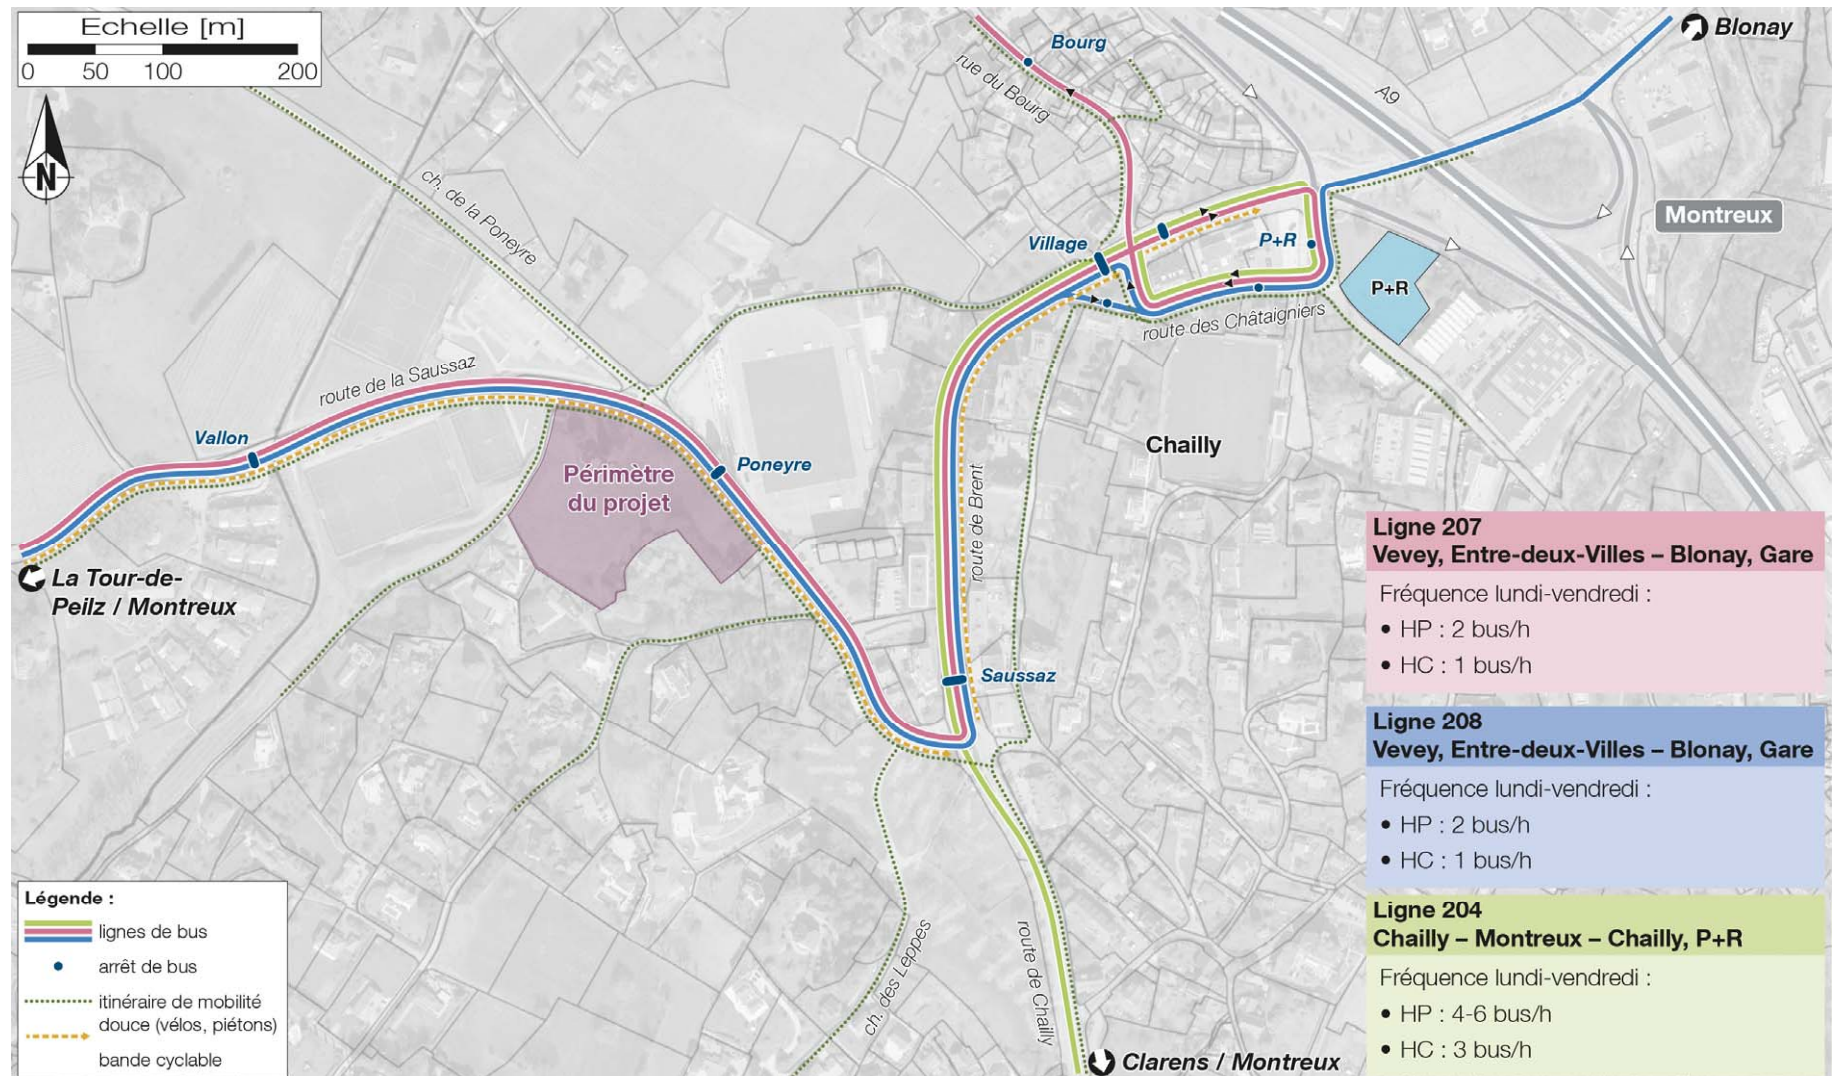 Echelle [m]
0 50 100 200
N
Bourg
rue du Bourg
A9
Blonay
Montreux
ch. de la Poneyre
Village
P+R
P+R
route des Châtaigniers
route de la Saussaz
Vallon
Poneyre
Périmètre
du projet
Chailly
route de Brent
La Tour-de-
Peilz / Montreux
Saussaz
ch. des Leppes
route de Chailly
Clarens / Montreux
Ligne 207
Vevey, Entre-deux-Villes – Blonay, Gare
Fréquence lundi-vendredi :
• HP : 2 bus/h
• HC : 1 bus/h
Ligne 208
Vevey, Entre-deux-Villes – Blonay, Gare
Fréquence lundi-vendredi :
• HP : 2 bus/h
• HC : 1 bus/h
Ligne 204
Chailly – Montreux – Chailly, P+R
Fréquence lundi-vendredi :
• HP : 4-6 bus/h
• HC : 3 bus/h
Légende :
lignes de bus
arrêt de bus
itinéraire de mobilité
douce (vélos, piétons)
bande cyclable